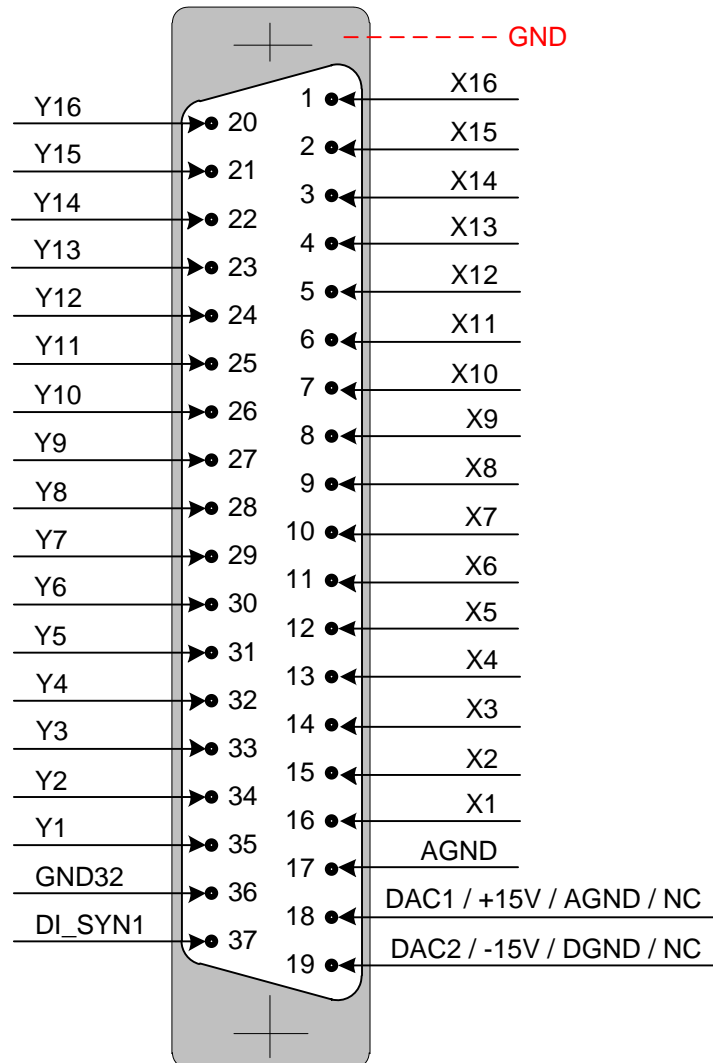 GND
1 X16
Y16 20
2 X15
Y15 21
3 X14
Y14 22
4 X13
Y13 23
5 X12
Y12 24
6 X11
Y11 25
7 X10
Y10 26
8 X9
Y9 27
9 X8
Y8 28
10 X7
Y7 29
11 X6
Y6 30
12 X5
Y5 31
13 X4
Y4 32
14 X3
Y3 33
15 X2
Y2 34
16 X1
Y1 35
17 AGND
GND32 36
18 DAC1 / +15V / AGND / NC
DI_SYN1 37
19 DAC2 / -15V / DGND / NC